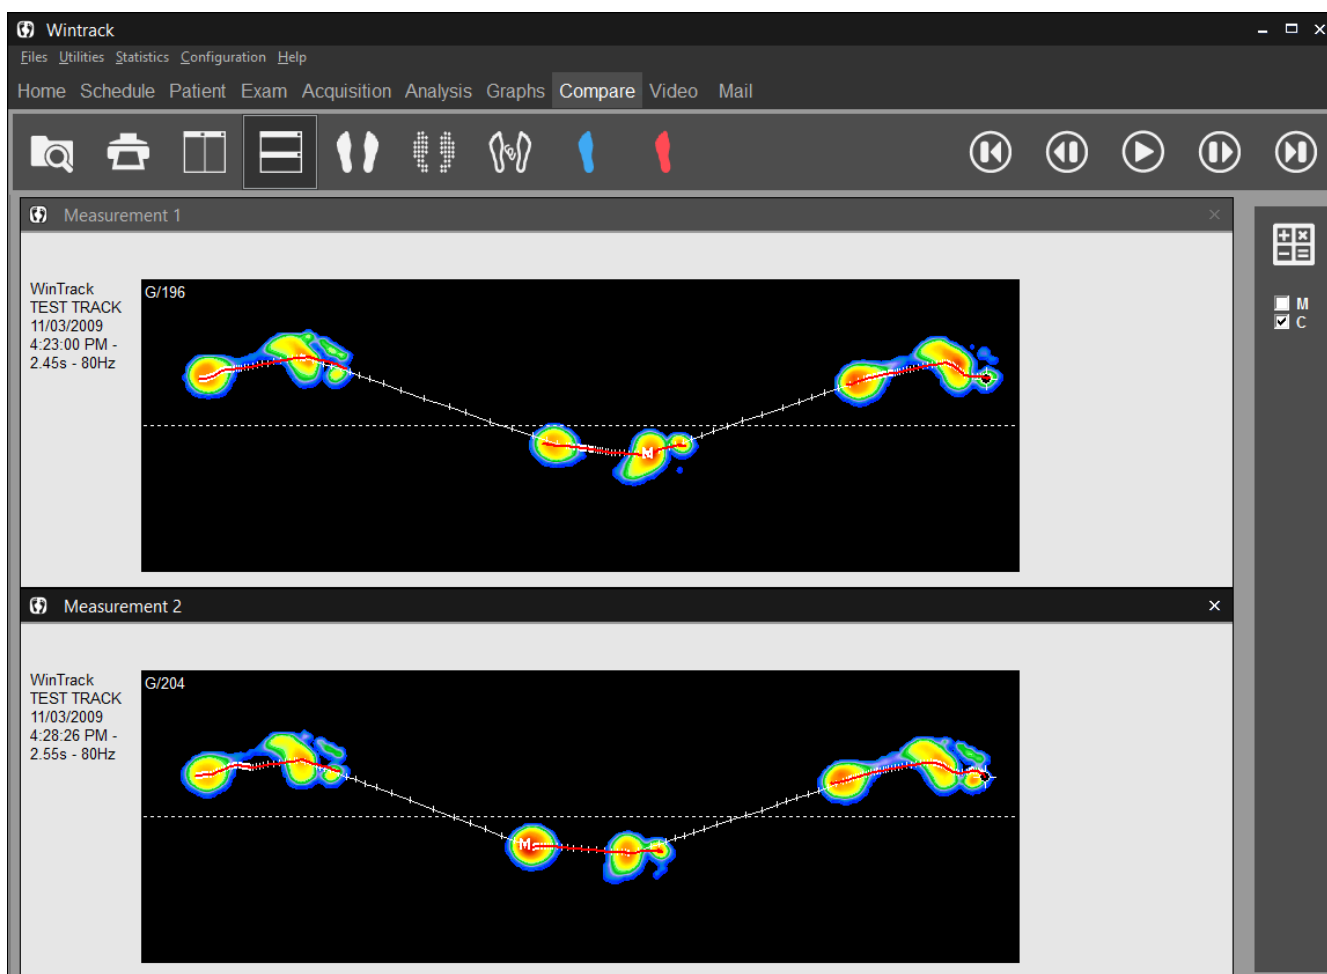 Wintrack
Files Utilities Statistics Configuration Help
Home Schedule Patient Exam Acquisition Analysis Graphs Compare Video Mail
Measurement 1
WinTrack
TEST TRACK
11/03/2009
4:23:00 PM -
2.45s - 80Hz
G/196
M
M
C
Measurement 2
WinTrack
TEST TRACK
11/03/2009
4:28:26 PM -
2.55s - 80Hz
G/204
M